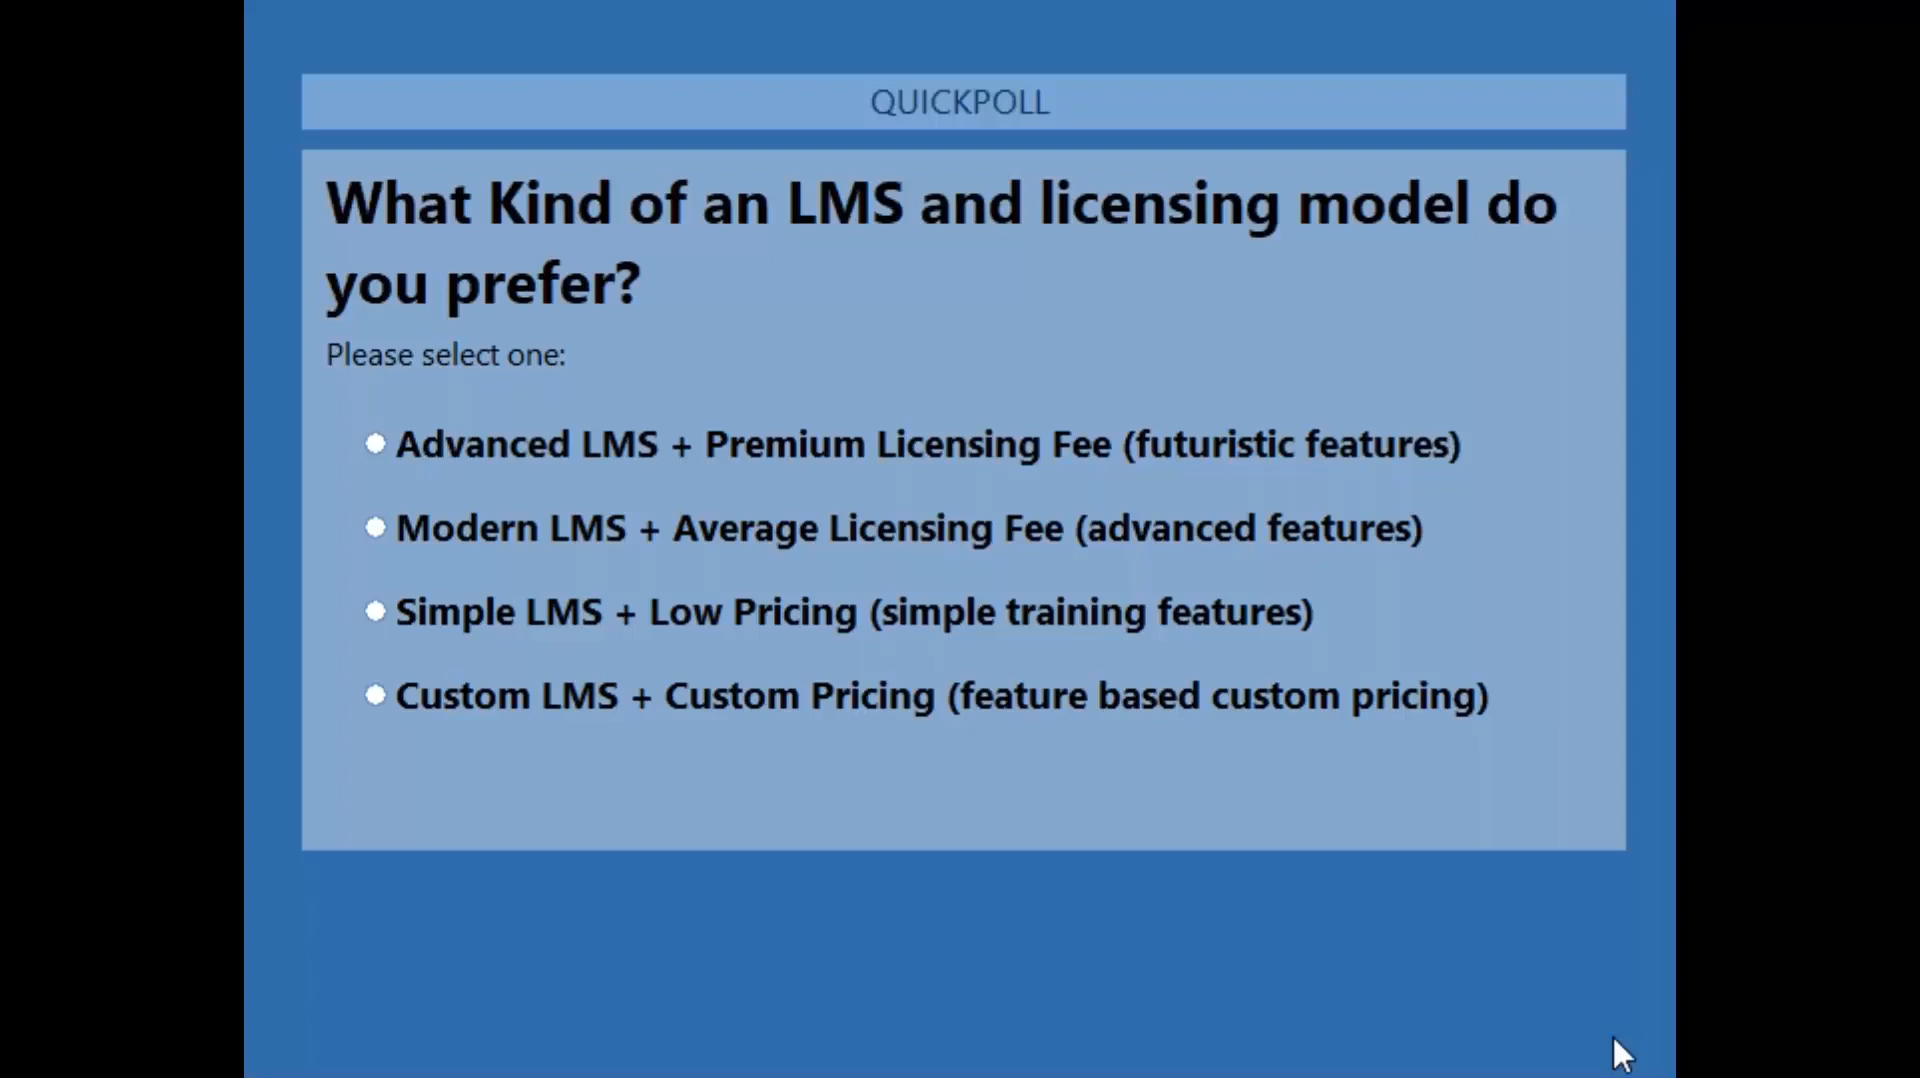 QUICKPOLL
What Kind of an LMS and licensing model do
you prefer?
Please select one:
Advanced LMS + Premium Licensing Fee (futuristic features)
Modern LMS + Average Licensing Fee (advanced features)
Simple LMS + Low Pricing (simple training features)
Custom LMS + Custom Pricing (feature based custom pricing)